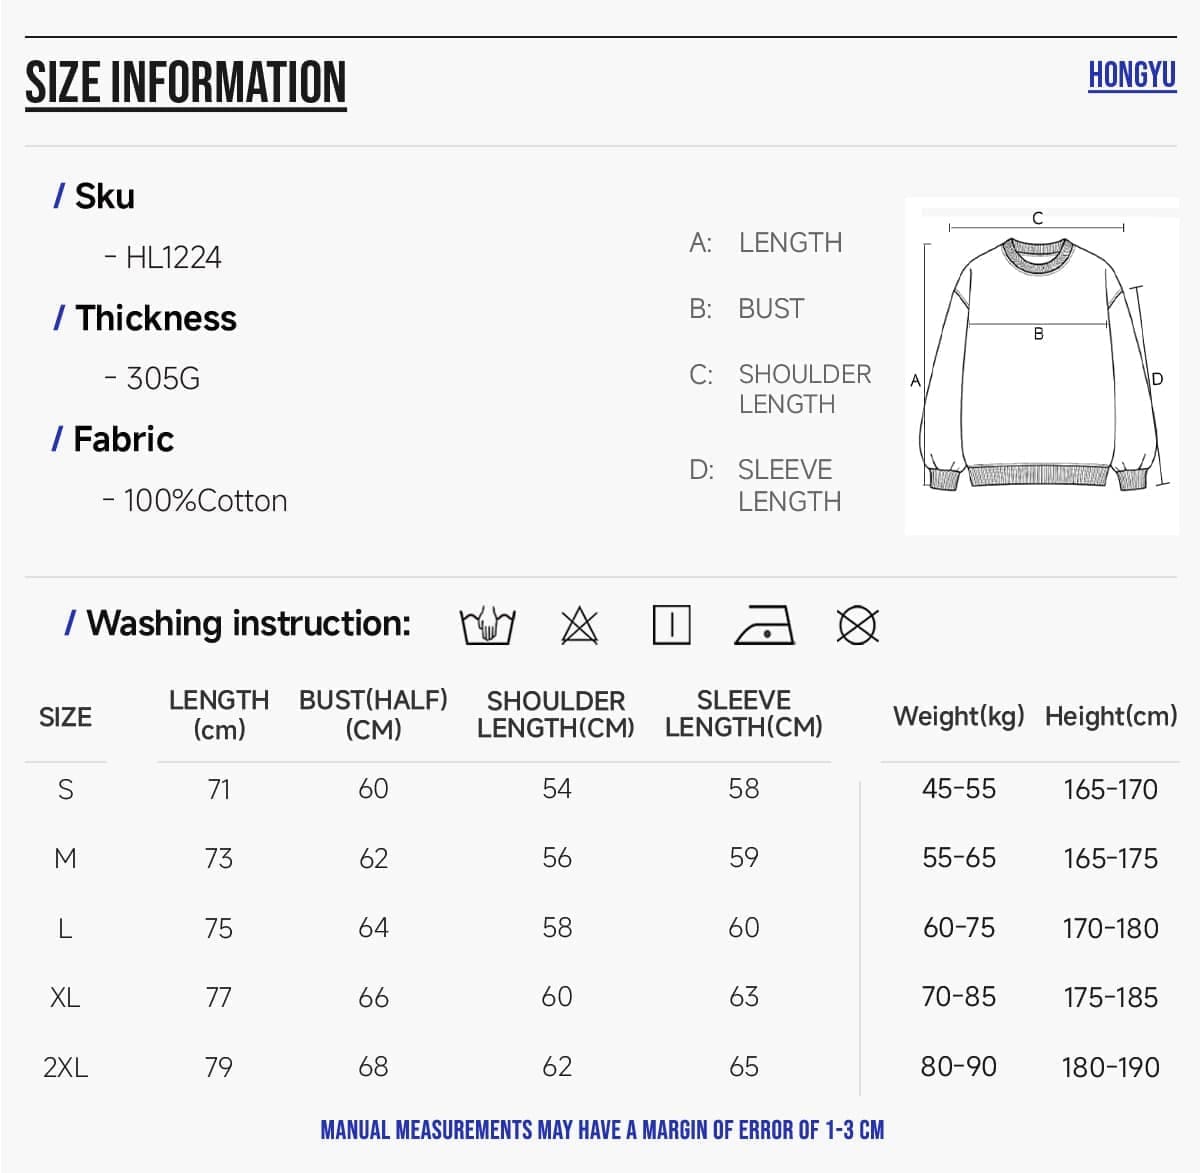 SIZE INFORMATION
HONGYU
/ Sku
- HL1224
/ Thickness
- 305G
/ Fabric
- 100%Cotton
A: LENGTH
B: BUST
C: SHOULDER
LENGTH
D: SLEEVE
LENGTH
C
B
A
D
/ Washing instruction:
SIZE
LENGTH
(cm)
BUST(HALF)
(CM)
SHOULDER
LENGTH(CM)
SLEEVE
LENGTH(CM)
Weight(kg)
Height(cm)
S 71 60 54 58 45-55 165-170
M 73 62 56 59 55-65 165-175
L 75 64 58 60 60-75 170-180
XL 77 66 60 63 70-85 175-185
2XL 79 68 62 65 80-90 180-190
MANUAL MEASUREMENTS MAY HAVE A MARGIN OF ERROR OF 1-3 CM